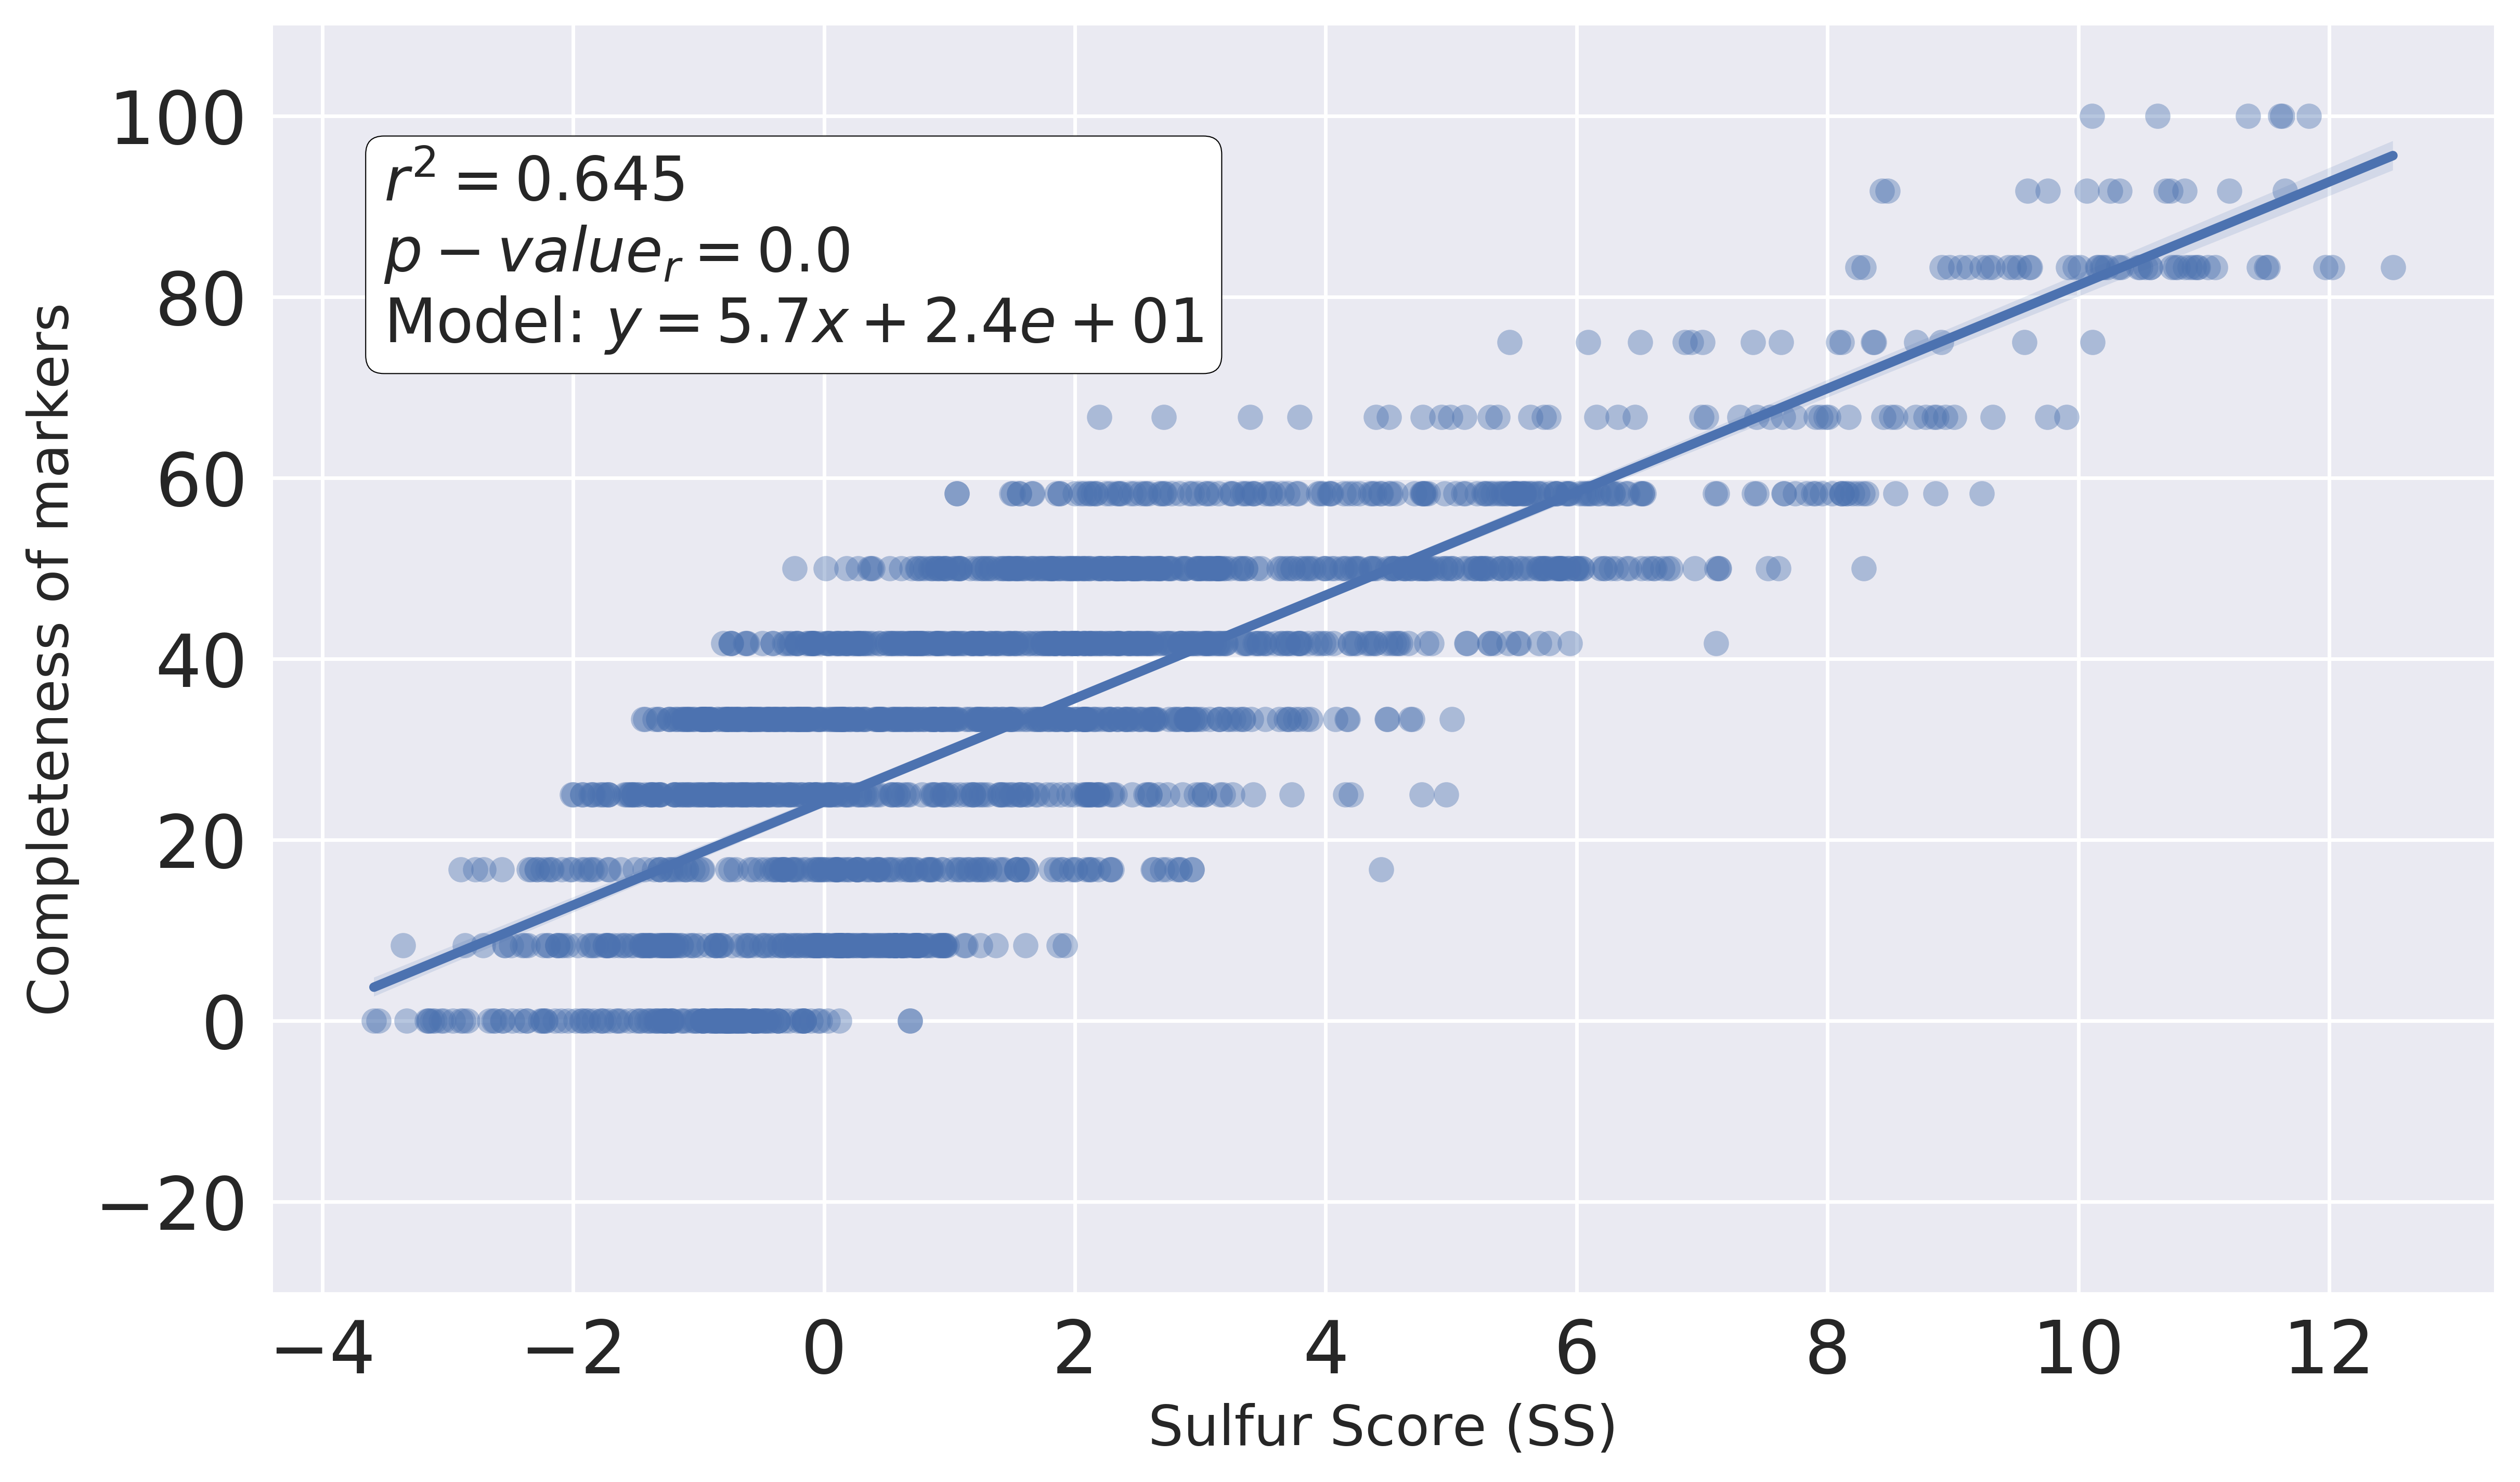 100
80
60
40
20
0
−20
Completeness of markers
r² = 0.645
p − valueᵣ = 0.0
Model: y = 5.7x + 2.4e + 01
−4 −2 0 2 4 6 8 10 12
Sulfur Score (SS)